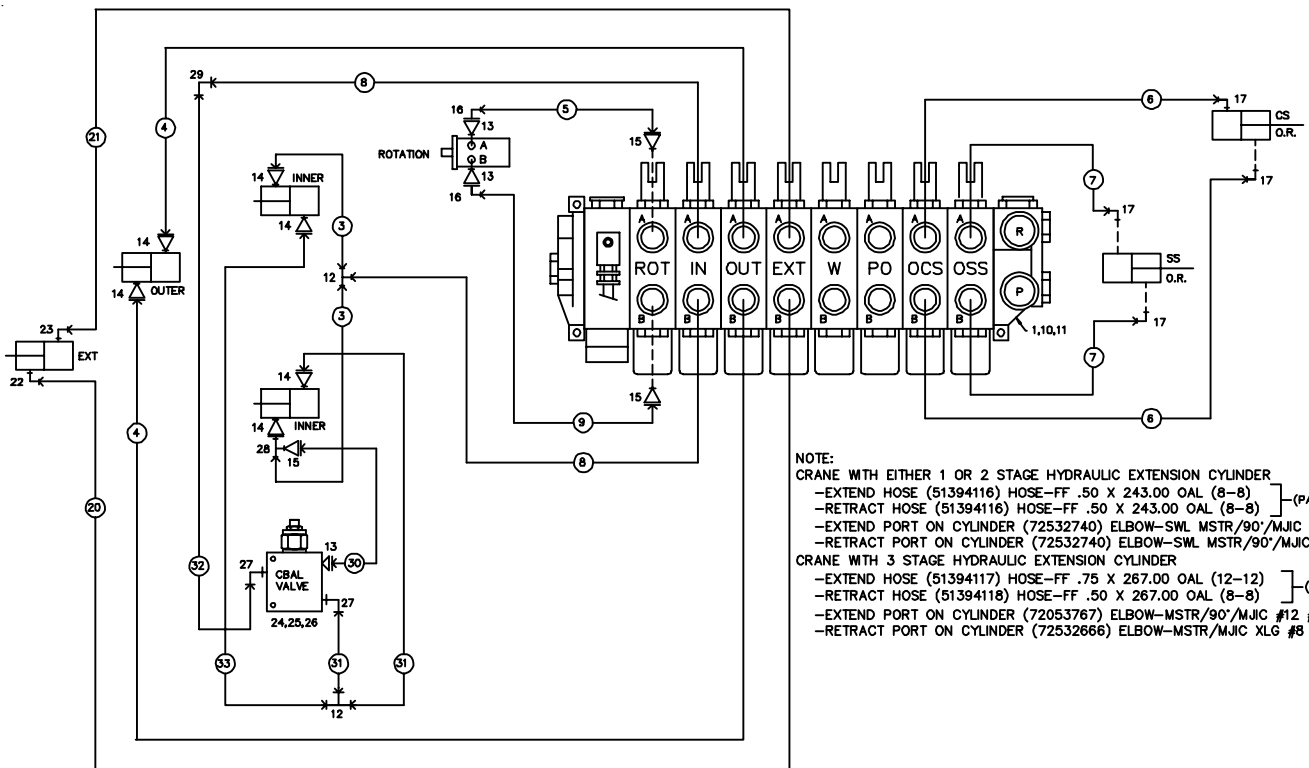 29
8
21
4
16
5
13
15
ROTATION
A
B
13
16
6
17
CS
O.R.
17
7
17
SS
O.R.
17
7
6
14
INNER
14
3
12
3
14
OUTER
14
23
EXT
22
A
A
R
ROT IN OUT EXT W PO OCS OSS
P
B
B
1,10,11
15
9
8
14
INNER
14
28
15
4
20
32
27
CBAL
VALVE
13
30
27
24,25,26
33
31
31
12
NOTE:
CRANE WITH EITHER 1 OR 2 STAGE HYDRAULIC EXTENSION CYLINDER
-EXTEND HOSE (51394116) HOSE-FF .50 X 243.00 OAL (8-8)
-RETRACT HOSE (51394116) HOSE-FF .50 X 243.00 OAL (8-8)
-EXTEND PORT ON CYLINDER (72532740) ELBOW-SWL MSTR/90°/MJIC
-RETRACT PORT ON CYLINDER (72532740) ELBOW-SWL MSTR/90°/MJIC
CRANE WITH 3 STAGE HYDRAULIC EXTENSION CYLINDER
-EXTEND HOSE (51394117) HOSE-FF .75 X 267.00 OAL (12-12)
-RETRACT HOSE (51394118) HOSE-FF .50 X 267.00 OAL (8-8)
-EXTEND PORT ON CYLINDER (72053767) ELBOW-MSTR/90°/MJIC #12
-RETRACT PORT ON CYLINDER (72532666) ELBOW-MSTR/MJIC XLG #8